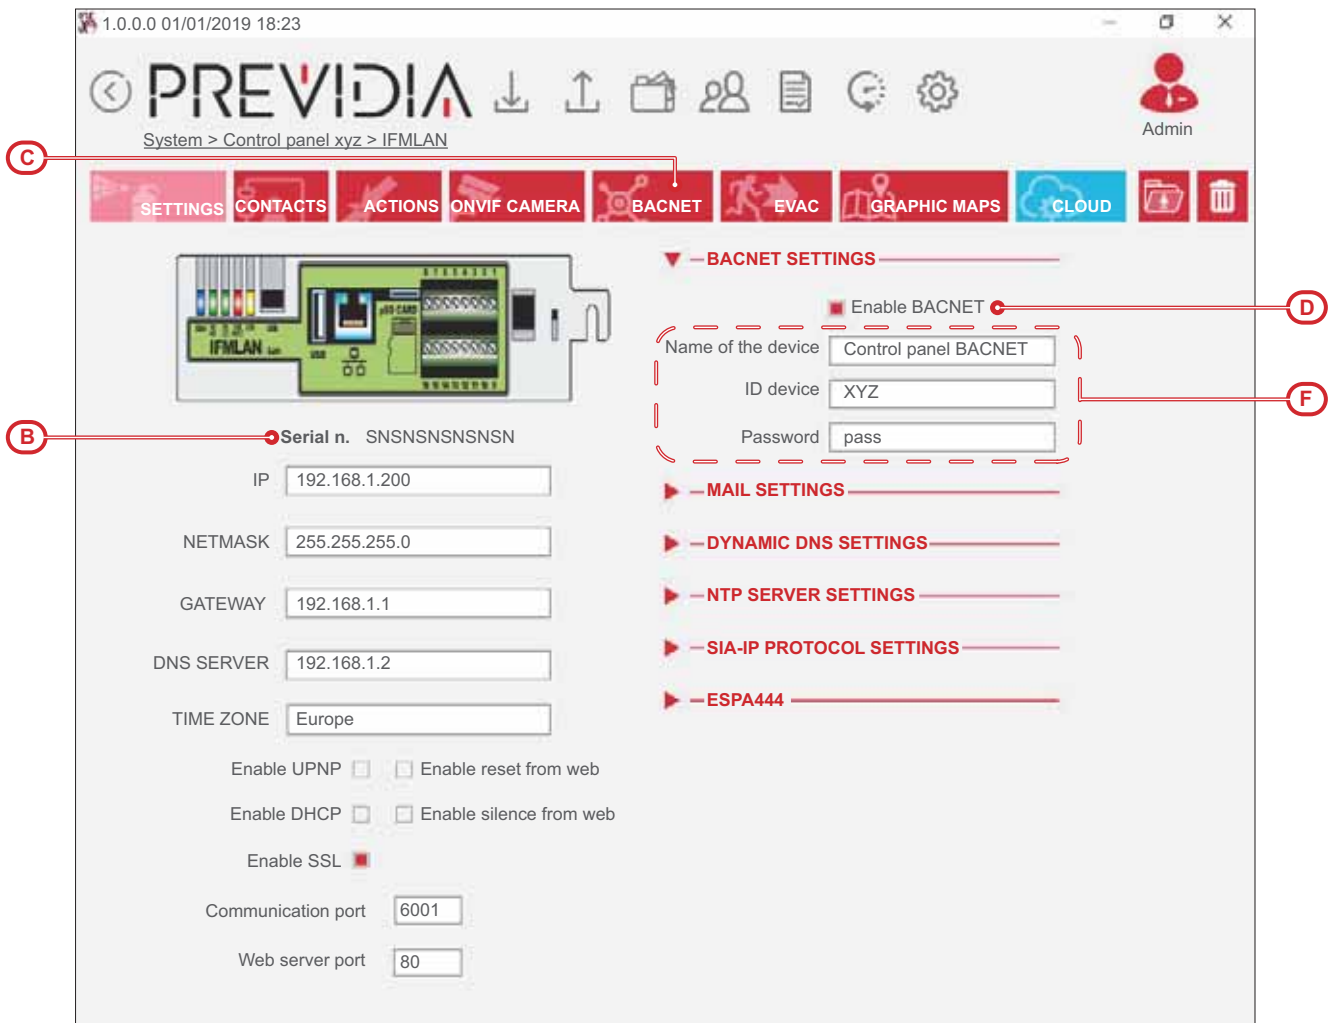 1.0.0.0 01/01/2019 18:23
PREVIDIA
System > Control panel xyz > IFMLAN
Admin
C
SETTINGS CONTACTS ACTIONS ONVIF CAMERA BACNET EVAC GRAPHIC MAPS CLOUD
BACNET SETTINGS
Enable BACNET
D
Name of the device Control panel BACNET
ID device XYZ
F
Password pass
IFMLAN
USB
µSD CARD
B
Serial n. SNSNSNSNSNSN
IP 192.168.1.200
NETMASK 255.255.255.0
GATEWAY 192.168.1.1
DNS SERVER 192.168.1.2
TIME ZONE Europe
Enable UPNP Enable reset from web
Enable DHCP Enable silence from web
Enable SSL
Communication port 6001
Web server port 80
MAIL SETTINGS
DYNAMIC DNS SETTINGS
NTP SERVER SETTINGS
SIA-IP PROTOCOL SETTINGS
ESPA444